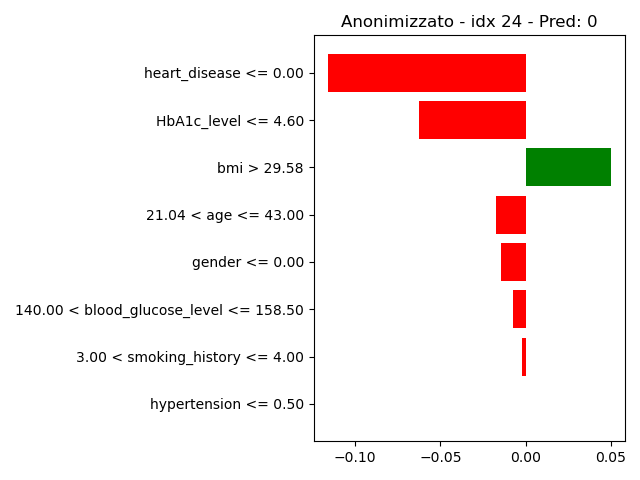 Anonimizzato - idx 24 - Pred: 0
heart_disease <= 0.00
HbA1c_level <= 4.60
bmi > 29.58
21.04 < age <= 43.00
gender <= 0.00
140.00 < blood_glucose_level <= 158.50
3.00 < smoking_history <= 4.00
hypertension <= 0.50
−0.10 −0.05 0.00 0.05